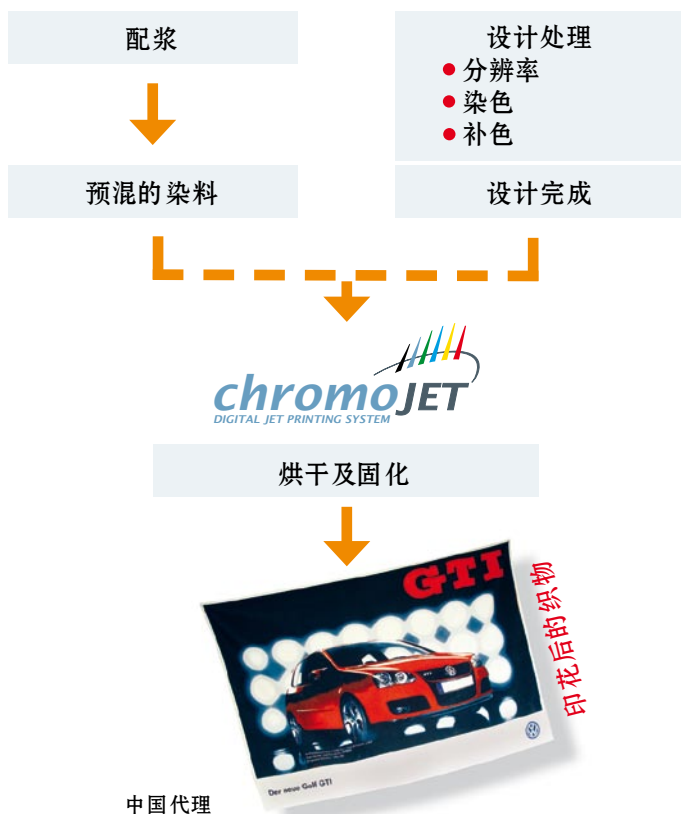 配浆
设计处理
分辨率
染色
补色
预混的染料
设计完成
chromoJET
DIGITAL JET PRINTING SYSTEM
烘干及固化
GTI
印花后的织物
Der neue Golf GTI
中国代理